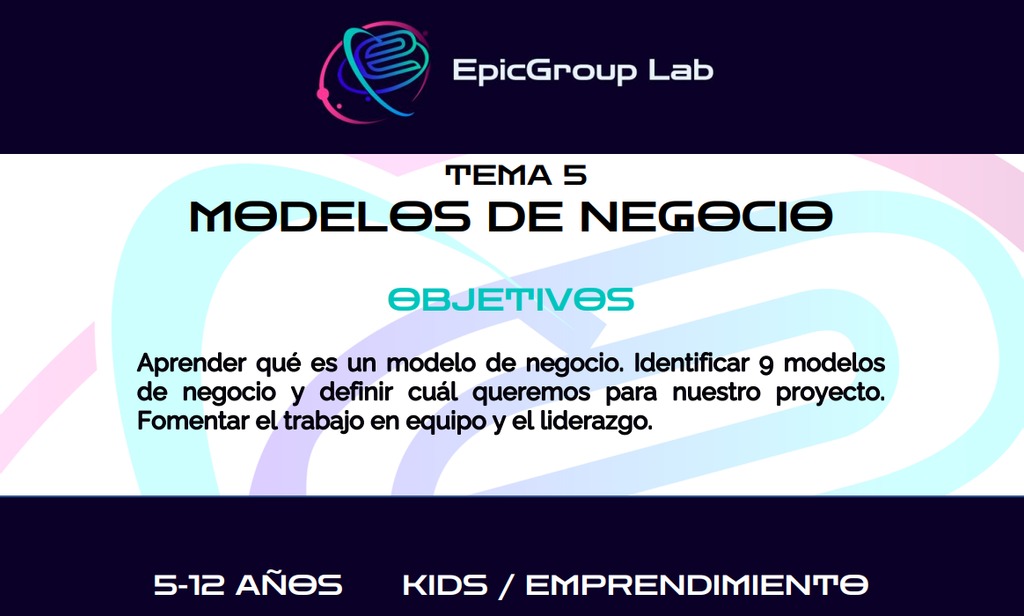 EpicGroup Lab
TEMA 5
MODELOS DE NEGOCIO
OBJETIVOS
Aprender qué es un modelo de negocio. Identificar 9 modelos
de negocio y definir cuál queremos para nuestro proyecto.
Fomentar el trabajo en equipo y el liderazgo.
5-12 AÑOS KIDS / EMPRENDIMIENTO